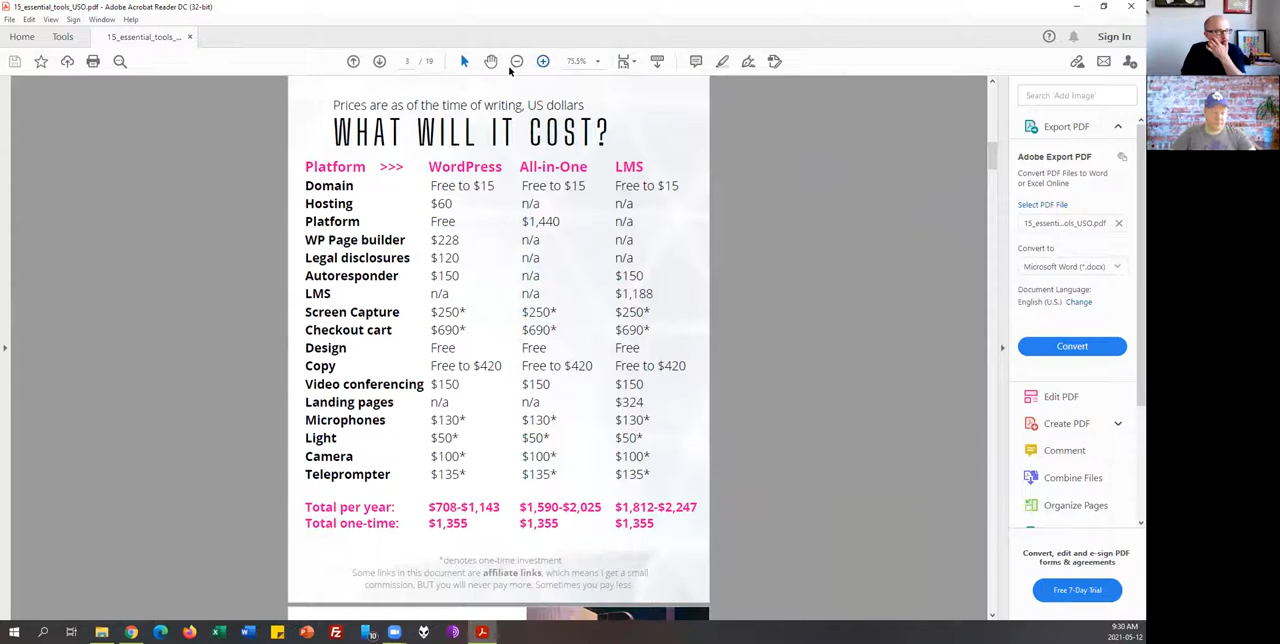 15_essential_tools_USO.pdf - Adobe Acrobat Reader DC (32-bit)
File Edit View Sign Window Help
Home Tools 15_essential_tools_... × Sign In
3 / 19 75.5%
Prices are as of the time of writing, US dollars
WHAT WILL IT COST?
Platform >>> WordPress All-in-One LMS
Domain Free to $15 Free to $15 Free to $15
Hosting $60 n/a n/a
Platform Free $1,440 n/a
WP Page builder $228 n/a n/a
Legal disclosures $120 n/a n/a
Autoresponder $150 n/a $150
LMS n/a n/a $1,188
Screen Capture $250* $250* $250*
Checkout cart $690* $690* $690*
Design Free Free Free
Copy Free to $420 Free to $420 Free to $420
Video conferencing $150 $150 $150
Landing pages n/a n/a $324
Microphones $130* $130* $130*
Light $50* $50* $50*
Camera $100* $100* $100*
Teleprompter $135* $135* $135*
Total per year: $708-$1,143 $1,590-$2,025 $1,812-$2,247
Total one-time: $1,355 $1,355 $1,355
*denotes one-time investment
Some links in this document are affiliate links, which means I get a small
commission, BUT you will never pay more. Sometimes you pay less.
Search 'Add Image'
Export PDF
Adobe Export PDF
Convert PDF Files to Word
or Excel Online
Select PDF File
15_essenti...ols_USO.pdf ×
Convert to
Microsoft Word (*.docx)
Document Language:
English (U.S.) Change
Convert
Edit PDF
Create PDF
Comment
Combine Files
Organize Pages
Convert, edit and e-sign PDF
forms & agreements
Free 7-Day Trial
9:30 AM
2021-05-12